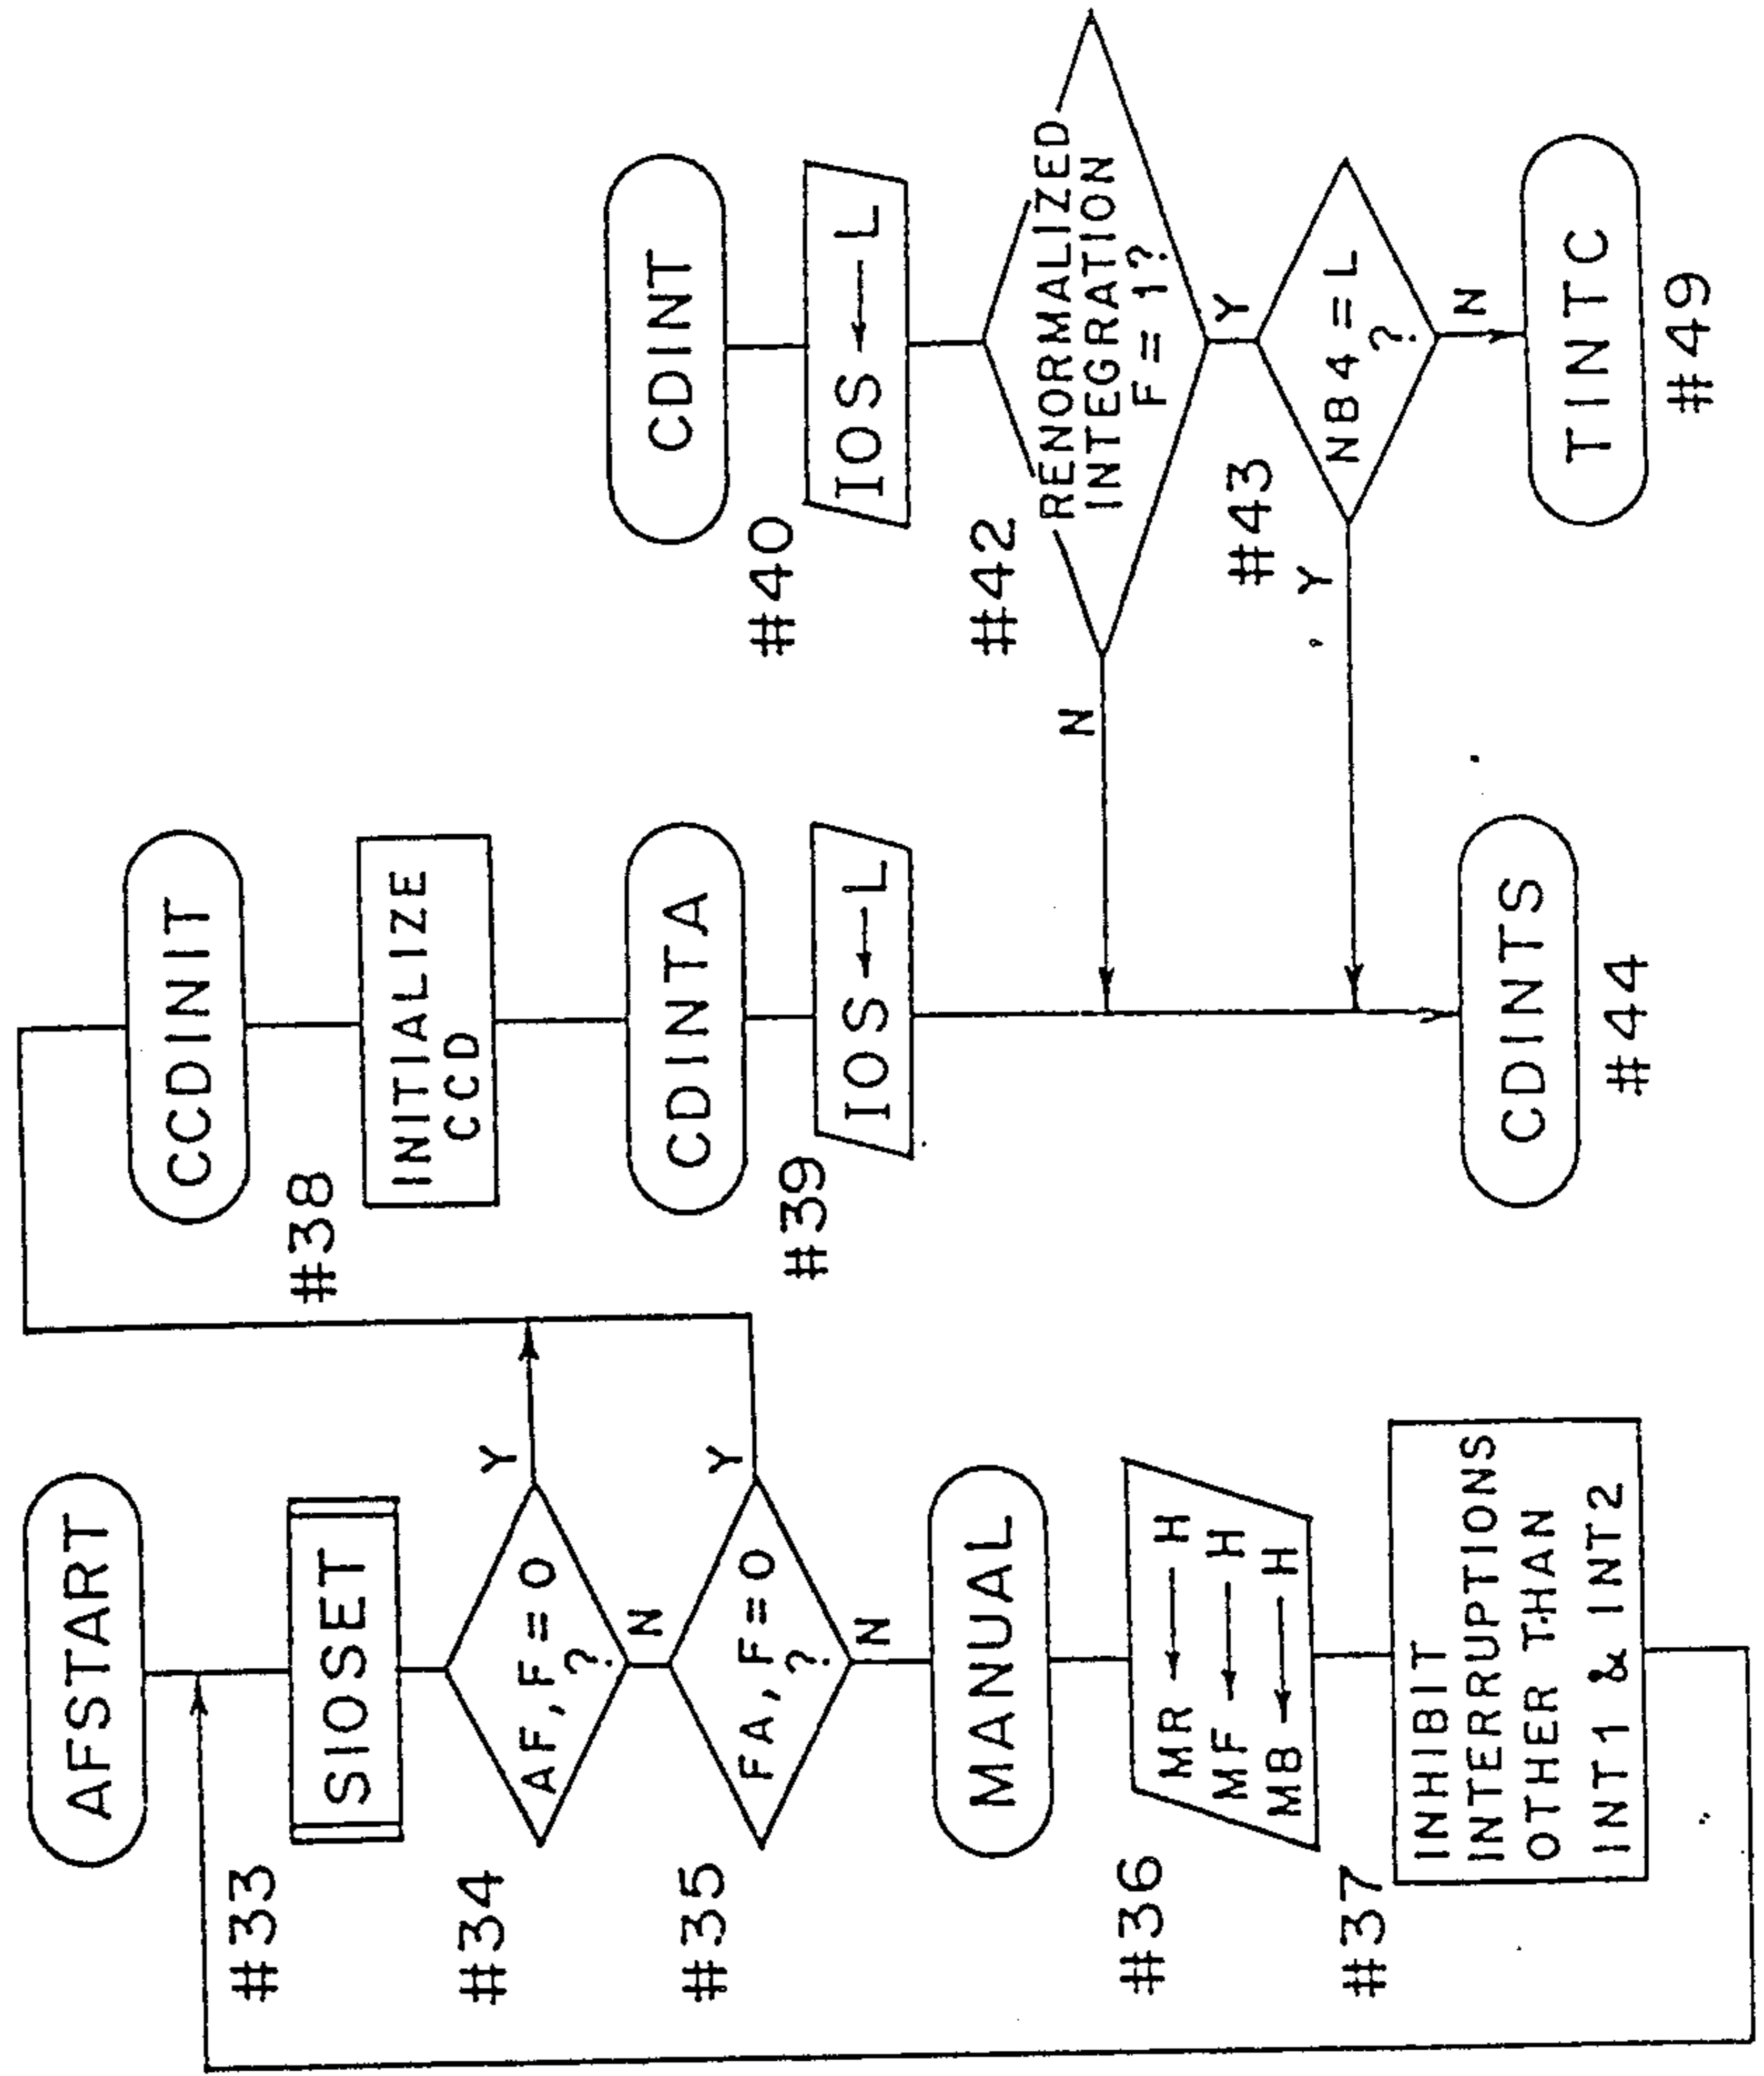 AFSTART
#33
SIOSET
#34
AF, F=0
?
Y
N
#35
FA, F=0
?
Y
N
MANUAL
#36
MR ← H
MF ← H
MB ← H
#37
INHIBIT
INTERRUPTIONS
OTHER THAN
INT1 & INT2
CCDINIT
#38
INITIALIZE
CCD
CDINTA
#39
IOS ← L
CDINTS
#44
CDINT
#40
IOS ← L
#42
RENORMALIZED
INTEGRATION
F=1?
N
Y
#43
NB4=L
?
Y
N
TINTC
#49